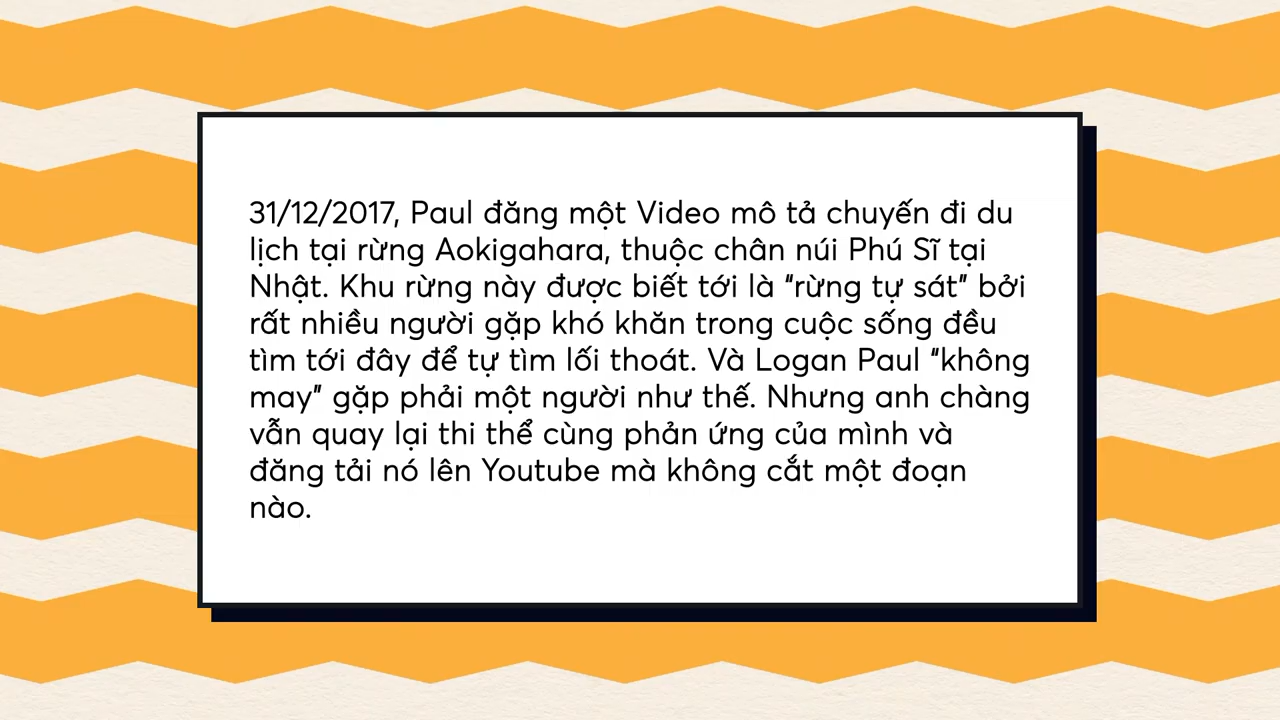 31/12/2017, Paul đăng một Video mô tả chuyến đi du
lịch tại rừng Aokigahara, thuộc chân núi Phú Sĩ tại
Nhật. Khu rừng này được biết tới là “rừng tự sát” bởi
rất nhiều người gặp khó khăn trong cuộc sống đều
tìm tới đây để tự tìm lối thoát. Và Logan Paul “không
may” gặp phải một người như thế. Nhưng anh chàng
vẫn quay lại thi thể cùng phản ứng của mình và
đăng tải nó lên Youtube mà không cắt một đoạn
nào.